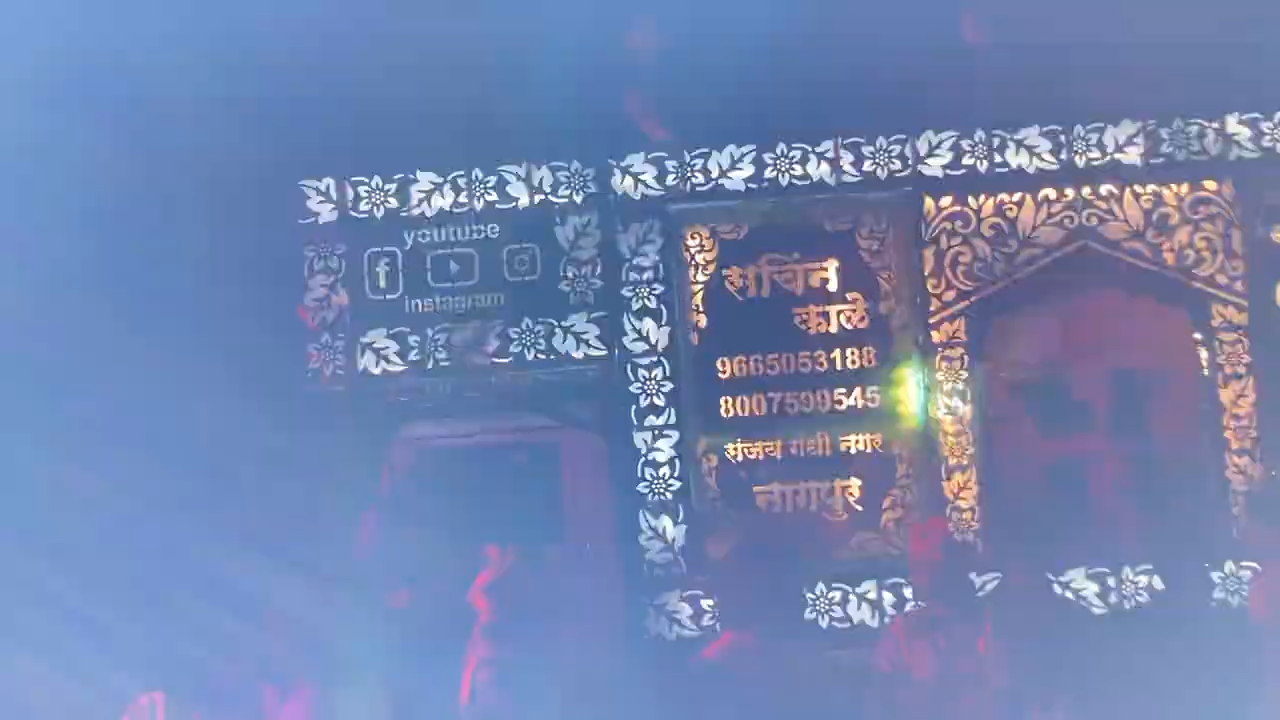 youtube
f
instagram
सचिन
काळे
9665053188
8007599545
संजय गांधी नगर
नागपुर